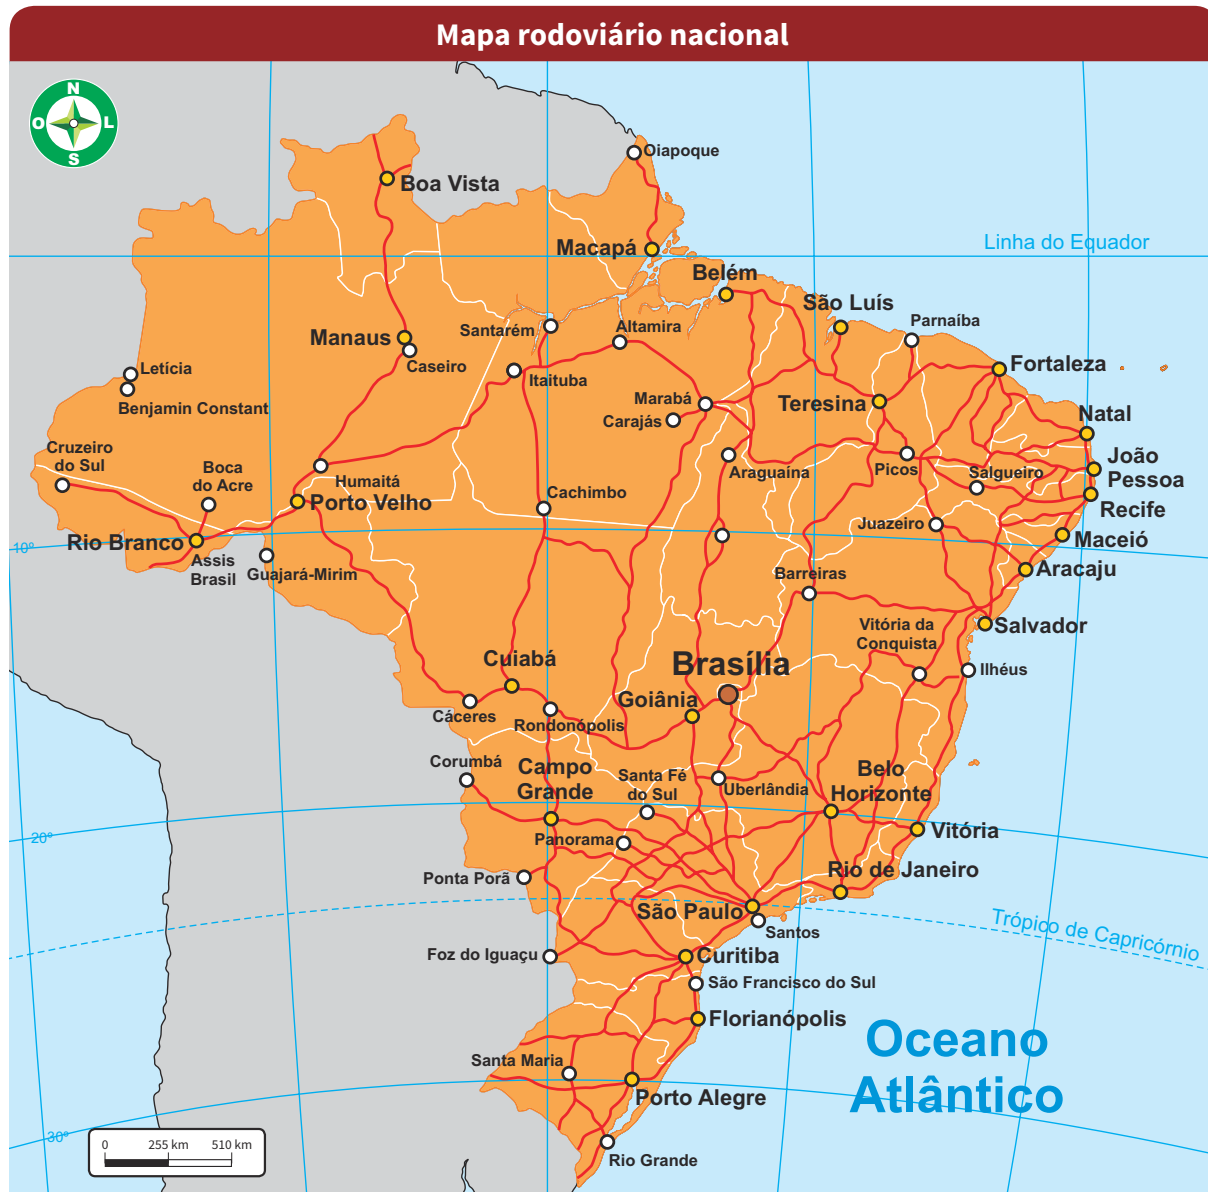 Mapa rodoviário nacional
N
O
L
S
Oiapoque
Boa Vista
Macapá
Linha do Equador
Belém
São Luís
Parnaíba
Santarém
Altamira
Manaus
Caseiro
Fortaleza
Letícia
Itaituba
Benjamin Constant
Marabá
Teresina
Natal
Carajás
Cruzeiro
do Sul
Boca
do Acre
Humaitá
Araguaína
Picos
Salgueiro
João
Pessoa
Porto Velho
Cachimbo
Recife
Juazeiro
Rio Branco
10º
Maceió
Assis
Brasil
Guajará-Mirim
Barreiras
Aracaju
Vitória da
Conquista
Salvador
Cuiabá
Brasília
Ilhéus
Goiânia
Cáceres
Rondonópolis
Corumbá
Campo
Grande
Santa Fé
do Sul
Uberlândia
Belo
Horizonte
20º
Panorama
Vitória
Ponta Porã
Rio de Janeiro
São Paulo
Santos
Trópico de Capricórnio
Foz do Iguaçu
Curitiba
São Francisco do Sul
Florianópolis
Oceano
Atlântico
Santa Maria
Porto Alegre
30º
0 255 km 510 km
Rio Grande